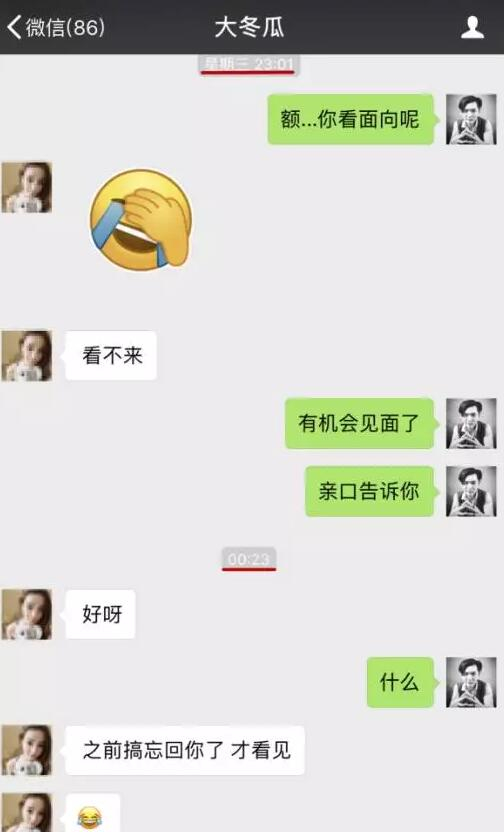 微信(86)
大冬瓜
星期三 23:01
额...你看面向呢
看不来
有机会见面了
亲口告诉你
00:23
好呀
什么
之前搞忘回你了 才看见